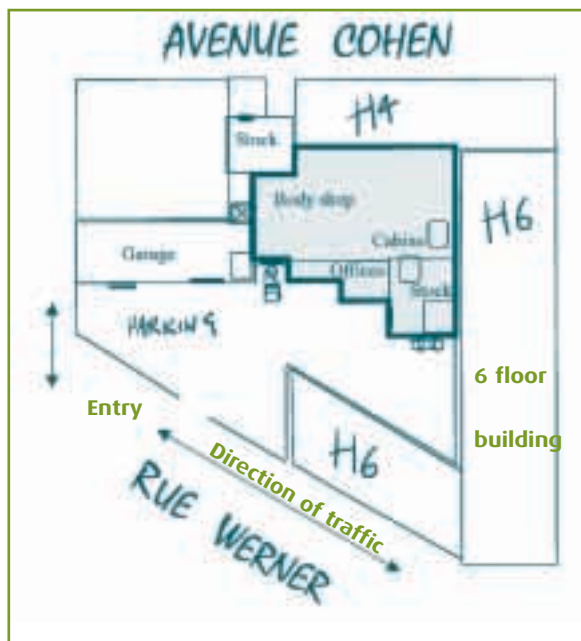 AVENUE COHEN
H4
Stock
Body shop
H6
Cabins
Garage
Offices
Stock
PARKING
6 floor
building
Entry
H6
Direction of traffic
RUE WERNER